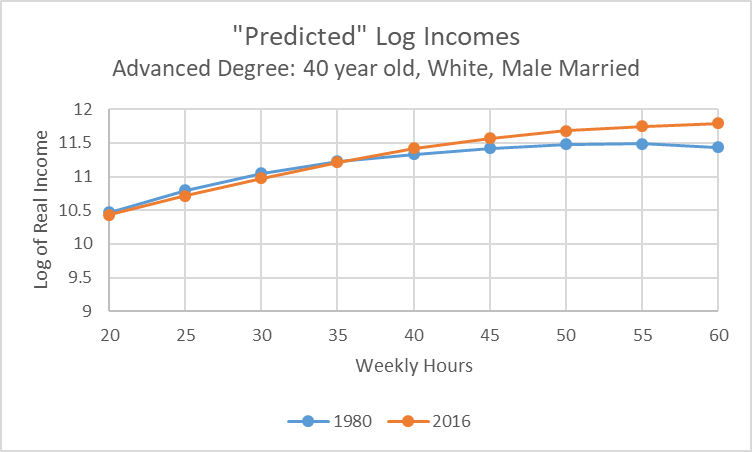 "Predicted" Log Incomes
Advanced Degree: 40 year old, White, Male Married
Log of Real Income
12
11.5
11
10.5
10
9.5
9
20 25 30 35 40 45 50 55 60
Weekly Hours
1980 2016